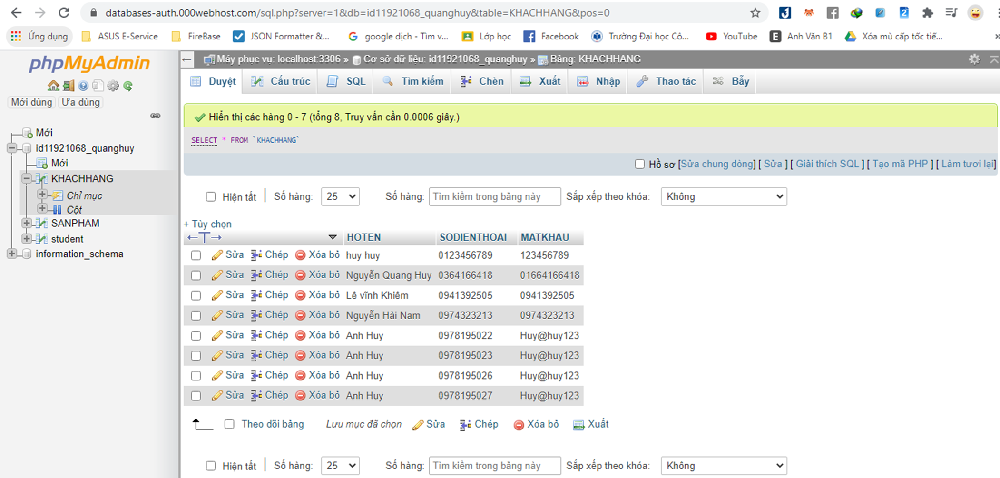 databases-auth.000webhost.com/sql.php?server=1&db=id11921068_quanghuy&table=KHACHHANG&pos=0
Ứng dụng ASUS E-Service FireBase JSON Formatter &... google dịch - Tìm v... Lớp học Facebook Trường Đại học Cô... YouTube Anh Văn B1 Xóa mù cấp tốc tiế... »
phpMyAdmin
Mới dùng Ưa dùng
Mới
id11921068_quanghuy
Mới
KHACHHANG
Chỉ mục
Cột
SANPHAM
student
information_schema
Máy phục vụ: localhost:3306 » Cơ sở dữ liệu: id11921068_quanghuy » Bảng: KHACHHANG
Duyệt Cấu trúc SQL Tìm kiếm Chèn Xuất Nhập Thao tác Bẫy
Hiển thị các hàng 0 - 7 (tổng 8, Truy vấn cần 0.0006 giây.)
SELECT * FROM `KHACHHANG`
Hồ sơ [Sửa chung dòng] [ Sửa ] [ Giải thích SQL ] [ Tạo mã PHP ] [ Làm tươi lại]
Hiện tất | Số hàng: 25 Số hàng: Tìm kiếm trong bảng này Sắp xếp theo khóa: Không
+ Tùy chọn
←T→ HOTEN SODIENTHOAI MATKHAU
Sửa Chép Xóa bỏ huy huy 0123456789 123456789
Sửa Chép Xóa bỏ Nguyễn Quang Huy 0364166418 01664166418
Sửa Chép Xóa bỏ Lê vĩnh Khiêm 0941392505 0941392505
Sửa Chép Xóa bỏ Nguyễn Hải Nam 0974323213 0974323213
Sửa Chép Xóa bỏ Anh Huy 0978195022 Huy@huy123
Sửa Chép Xóa bỏ Anh Huy 0978195023 Huy@huy123
Sửa Chép Xóa bỏ Anh Huy 0978195026 Huy@huy123
Sửa Chép Xóa bỏ Anh Huy 0978195027 Huy@huy123
Theo dõi bảng Lưu mục đã chọn Sửa Chép Xóa bỏ Xuất
Hiện tất | Số hàng: 25 Số hàng: Tìm kiếm trong bảng này Sắp xếp theo khóa: Không